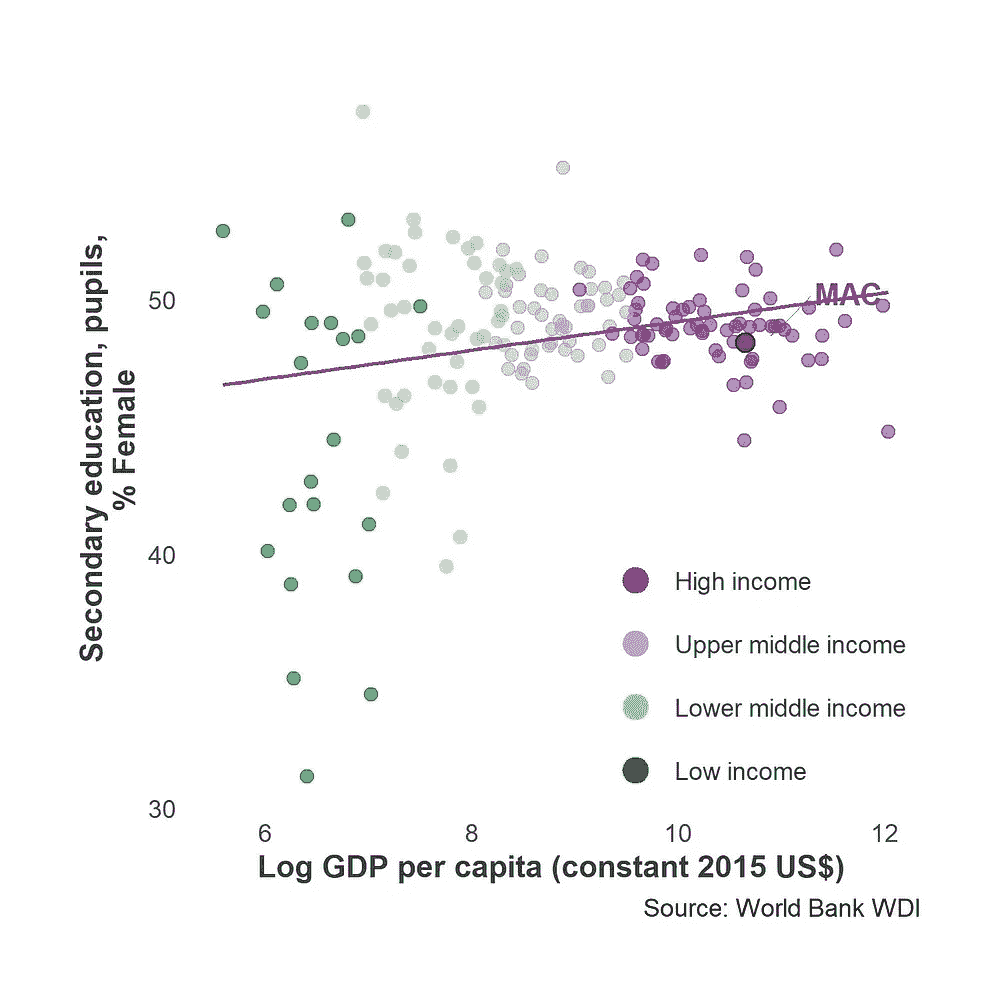 Secondary education, pupils,
% Female
50
40
30
MAC
High income
Upper middle income
Lower middle income
Low income
6 8 10 12
Log GDP per capita (constant 2015 US$)
Source: World Bank WDI